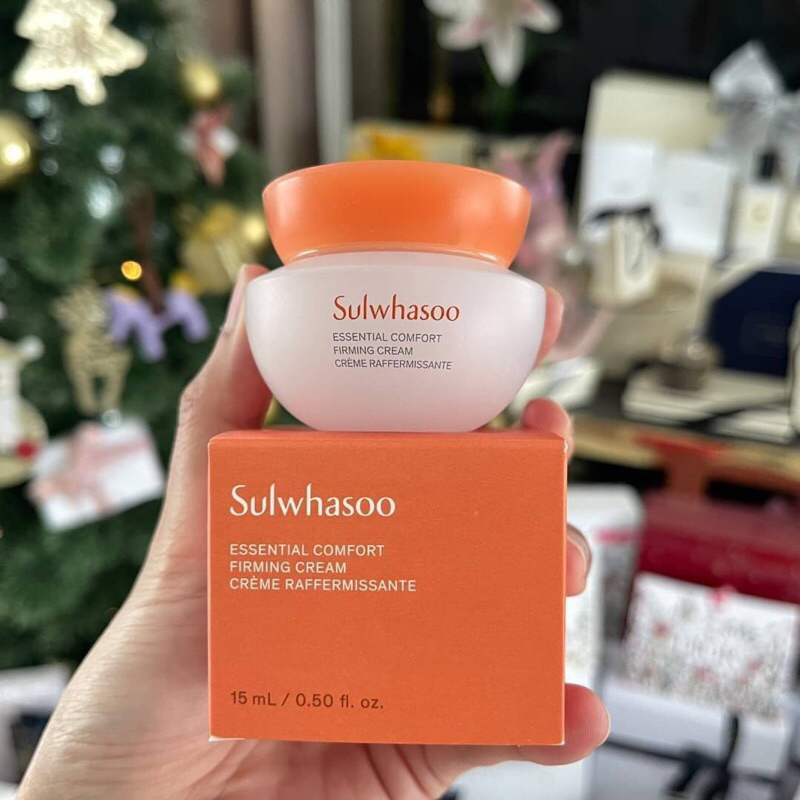 Sulwhasoo
ESSENTIAL COMFORT
FIRMING CREAM
CRÈME RAFFERMISSANTE
Sulwhasoo
ESSENTIAL COMFORT
FIRMING CREAM
CRÈME RAFFERMISSANTE
15 mL / 0.50 fl. oz.